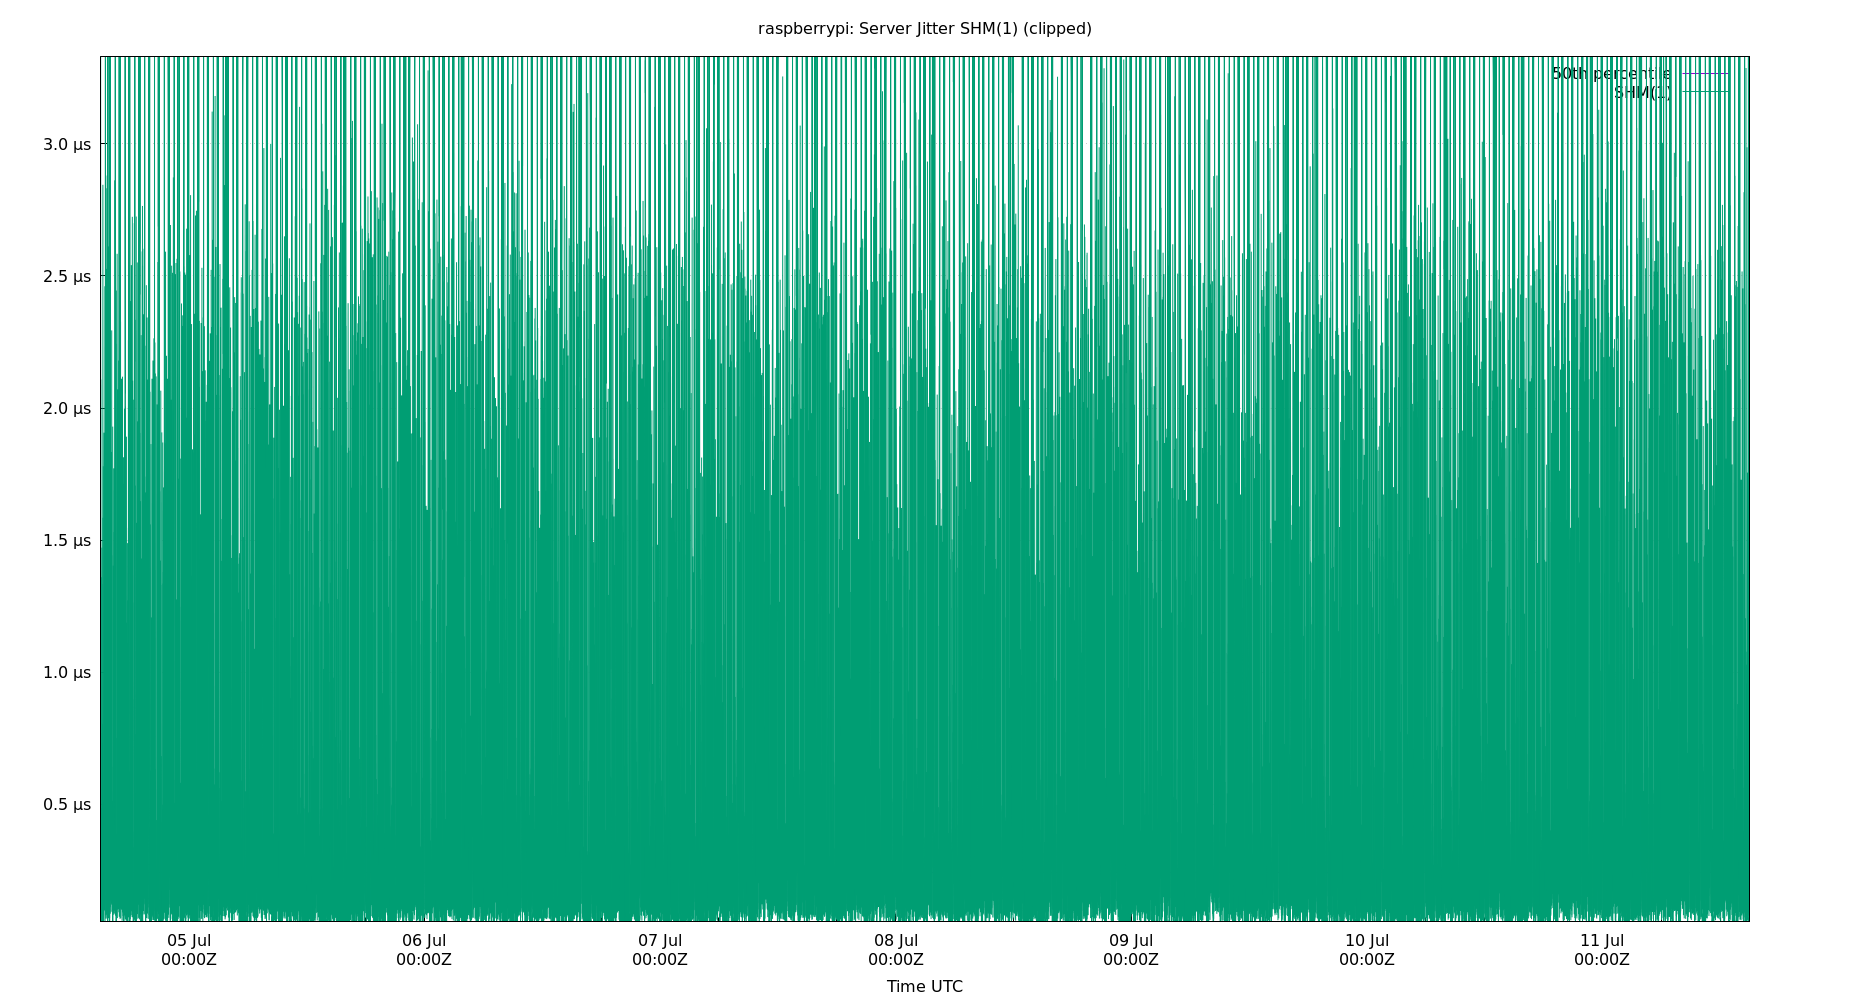 raspberrypi: Server Jitter SHM(1) (clipped)
50th percentile
SHM(1)
3.0 µs
2.5 µs
2.0 µs
1.5 µs
1.0 µs
0.5 µs
05 Jul 06 Jul 07 Jul 08 Jul 09 Jul 10 Jul 11 Jul
00:00Z 00:00Z 00:00Z 00:00Z 00:00Z 00:00Z 00:00Z
Time UTC